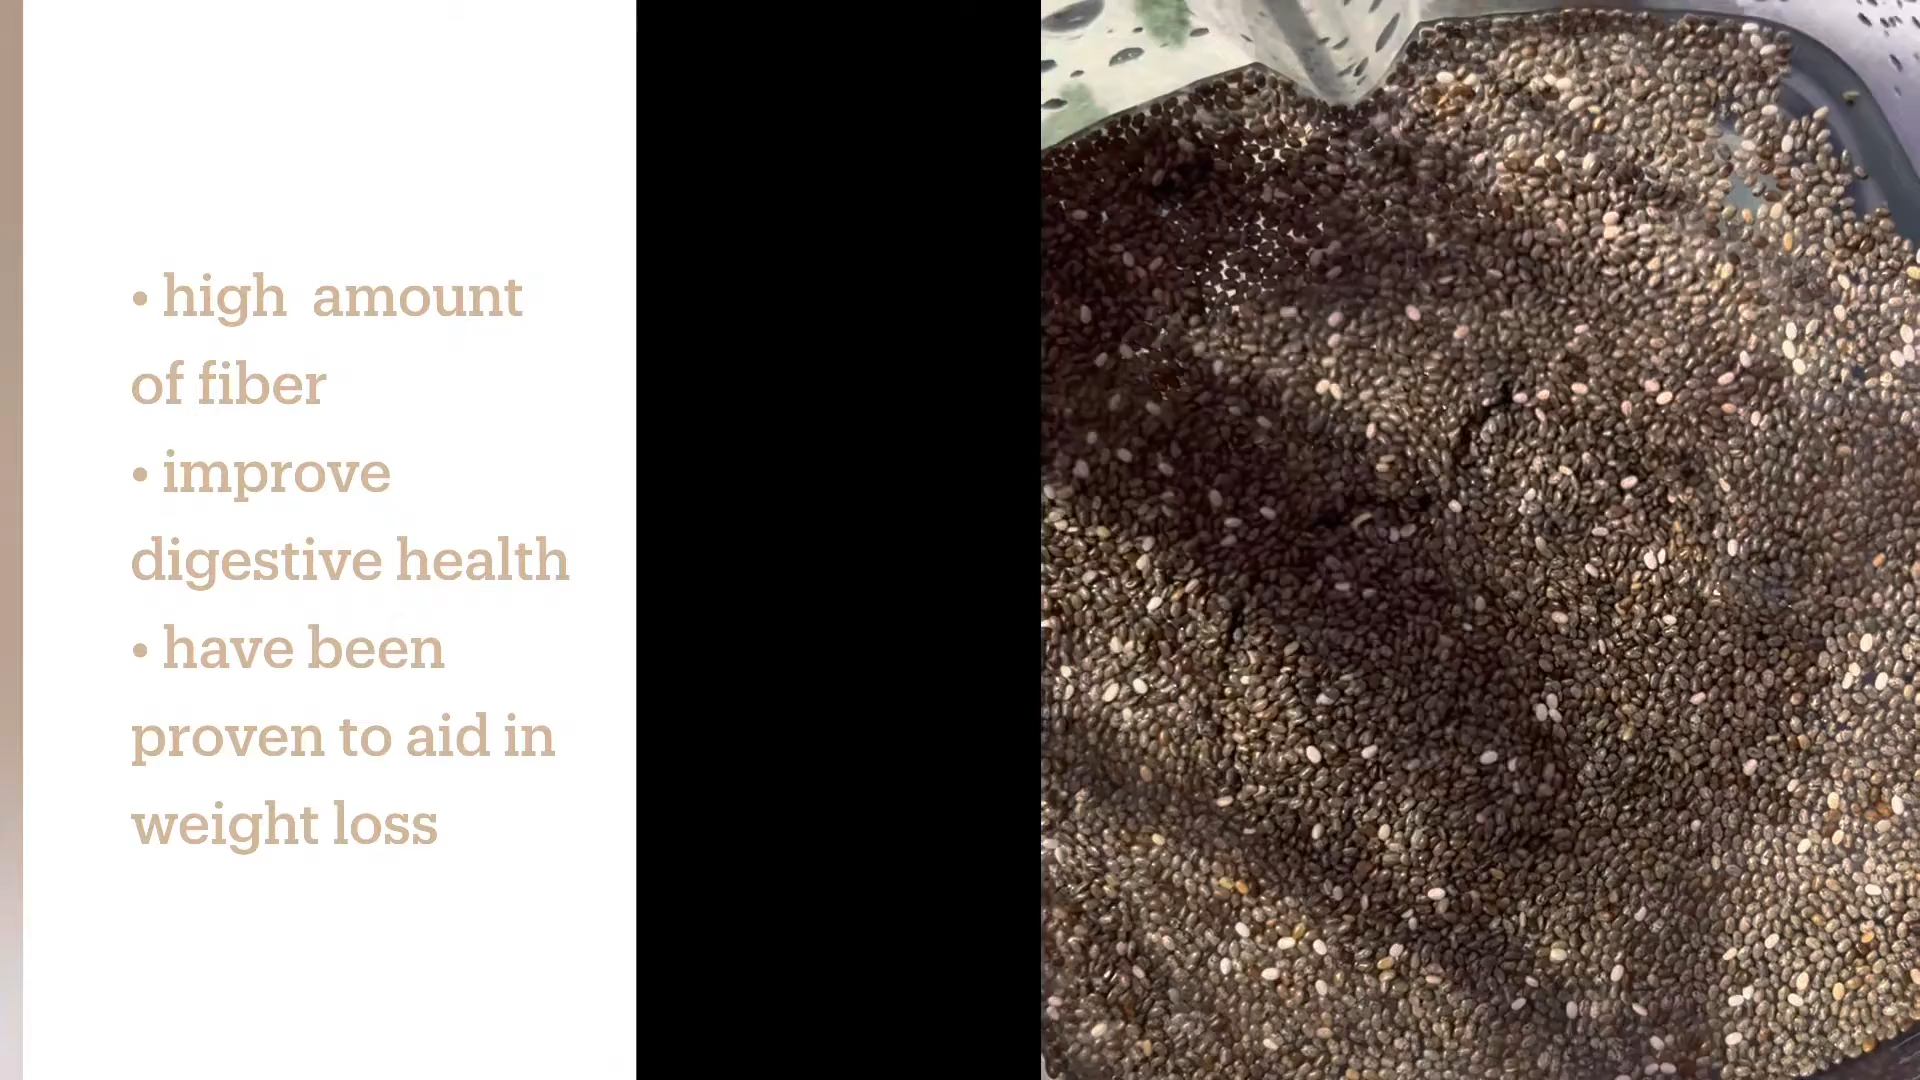 • high  amount
of fiber
• improve
digestive health
• have been
proven to aid in
weight loss